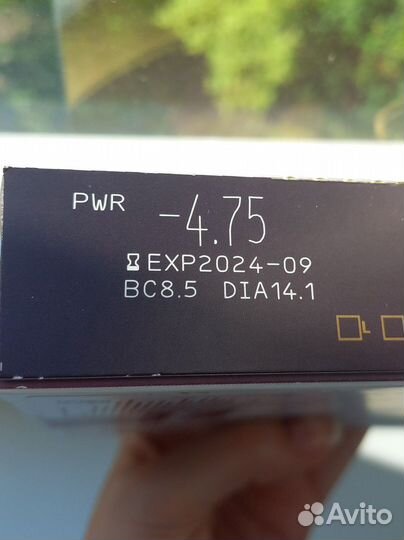 PWR -4.75
EXP2024-09
BC8.5 DIA14.1
L
Avito